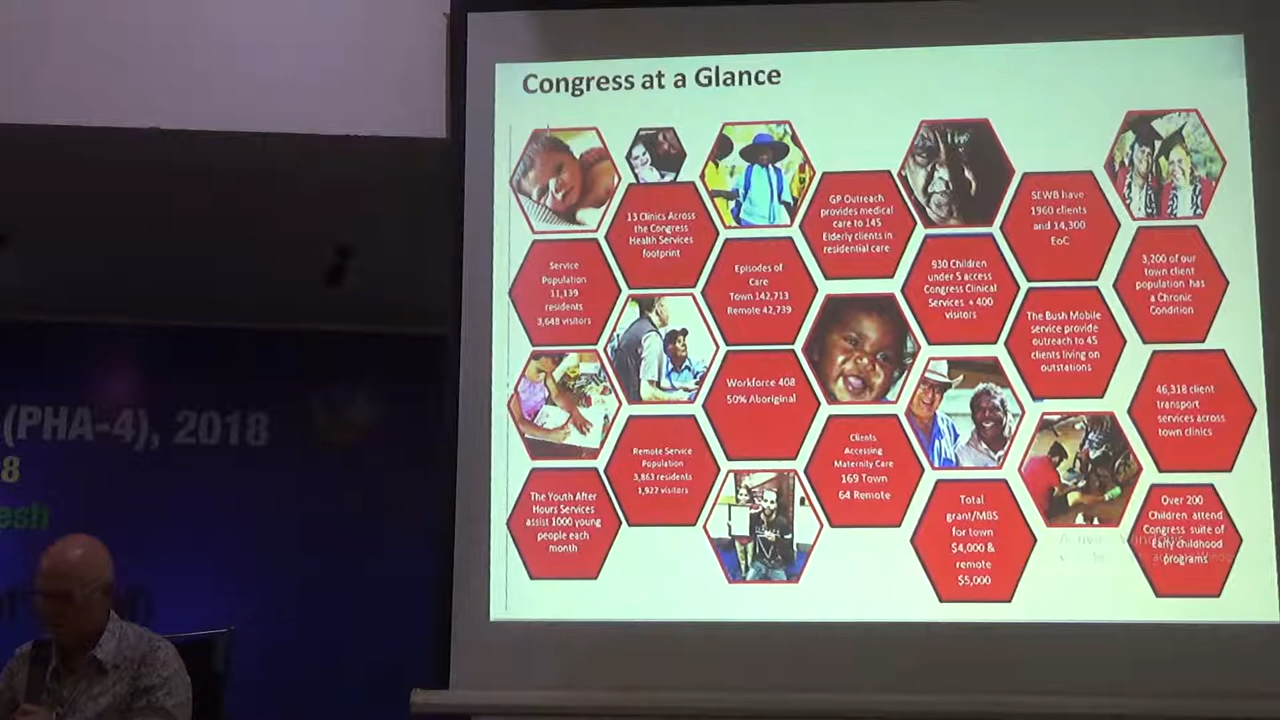 Congress at a Glance
13 Clinics Across
the Congress
Health Services
footprint
GP Outreach
provides medical
care to 145
Elderly clients in
residential care
SEWB have
1960 clients
and 14,300
EoC
Service
Population
11,139
residents
3,648 visitors
Episodes of
Care
Town 142,713
Remote 42,739
930 Children
under 5 access
Congress Clinical
Services + 400
visitors
3,200 of our
town client
population has
a Chronic
Condition
The Bush Mobile
service provide
outreach to 45
clients living on
outstations
Workforce 408
50% Aboriginal
46,318 client
transport
services across
town clinics
Remote Service
Population
3,863 residents
1,927 visitors
Clients
Accessing
Maternity Care
169 Town
64 Remote
The Youth After
Hours Services
assist 1000 young
people each
month
Total
grant/MBS
for town
$4,000 &
remote
$5,000
Over 200
Children attend
Congress suite of
Early childhood
programs
(PHA-4), 2018
8
esh